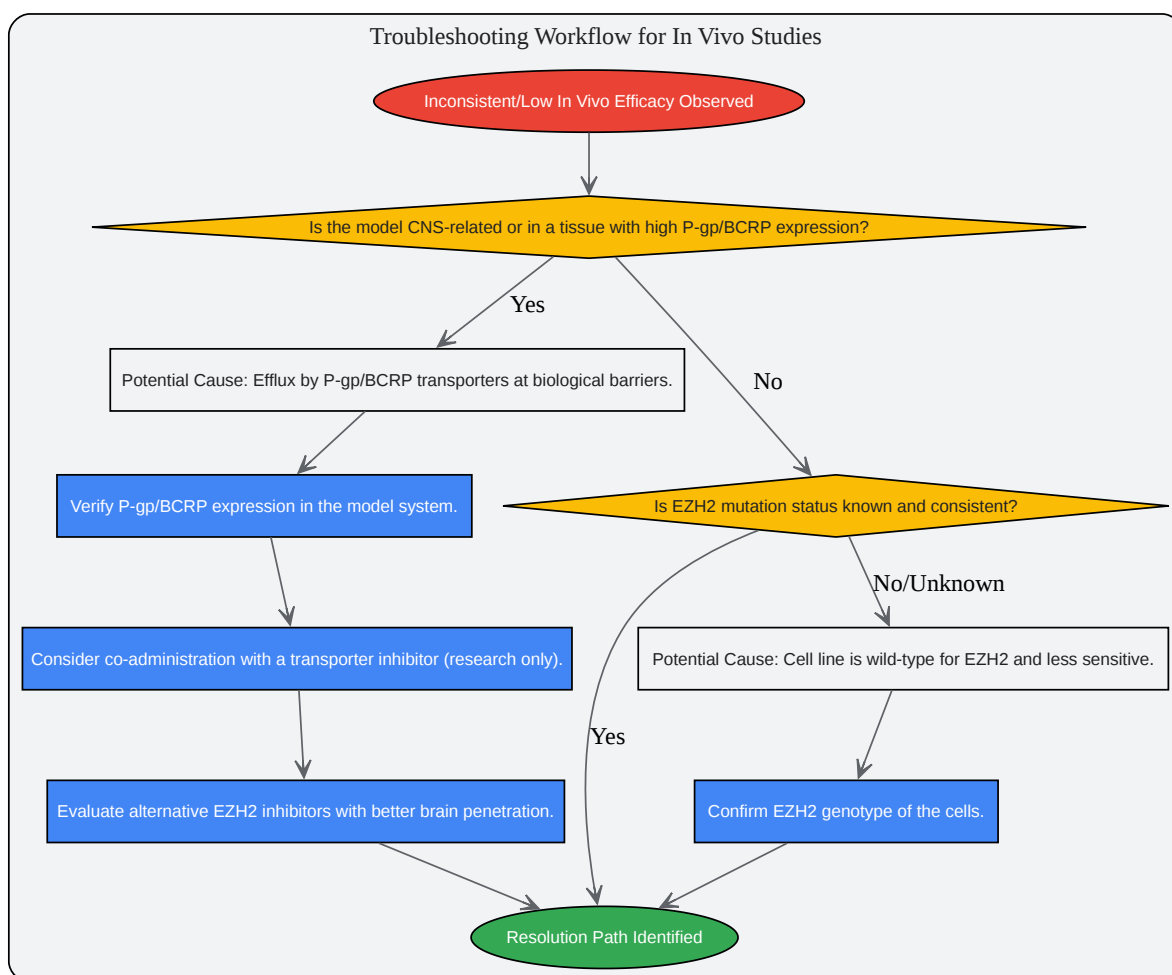 Troubleshooting Workflow for In Vivo Studies
Inconsistent/Low In Vivo Efficacy Observed
Is the model CNS-related or in a tissue with high P-gp/BCRP expression?
Yes
Potential Cause: Efflux by P-gp/BCRP transporters at biological barriers.
No
Verify P-gp/BCRP expression in the model system.
Is EZH2 mutation status known and consistent?
No/Unknown
Consider co-administration with a transporter inhibitor (research only).
Potential Cause: Cell line is wild-type for EZH2 and less sensitive.
Yes
Evaluate alternative EZH2 inhibitors with better brain penetration.
Confirm EZH2 genotype of the cells.
Resolution Path Identified